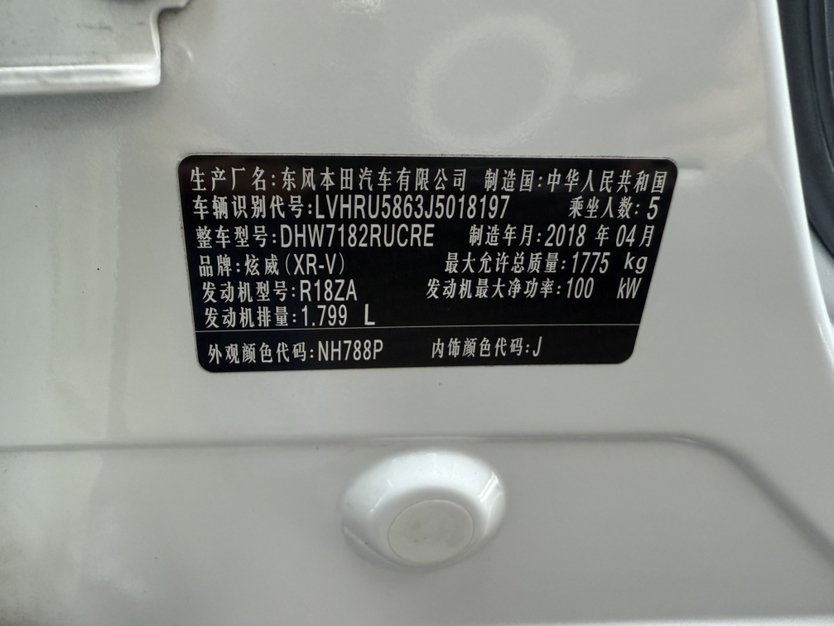 生产厂名:东风本田汽车有限公司 制造国:中华人民共和国
车辆识别代号:LVHRU5863J5018197 乘坐人数:5
整车型号:DHW7182RUCRE 制造年月:2018 年 04月
品牌:炫威(XR-V) 最大允许总质量:1775 kg
发动机型号:R18ZA 发动机最大净功率:100 kW
发动机排量:1.799 L
外观颜色代码:NH788P 内饰颜色代码:J